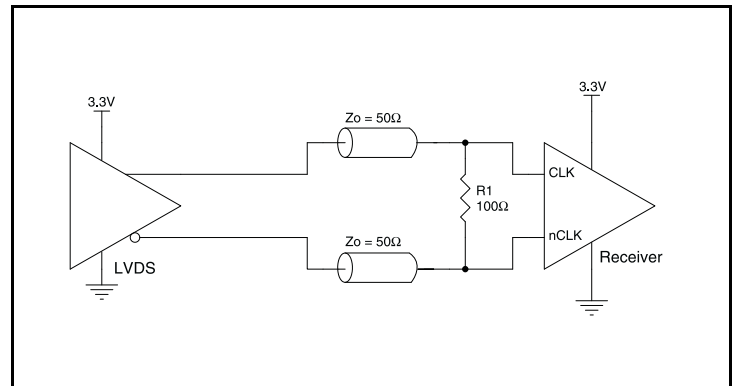 3.3V
Zo = 50Ω
3.3V
CLK
R1
100Ω
nCLK
Zo = 50Ω
LVDS
Receiver